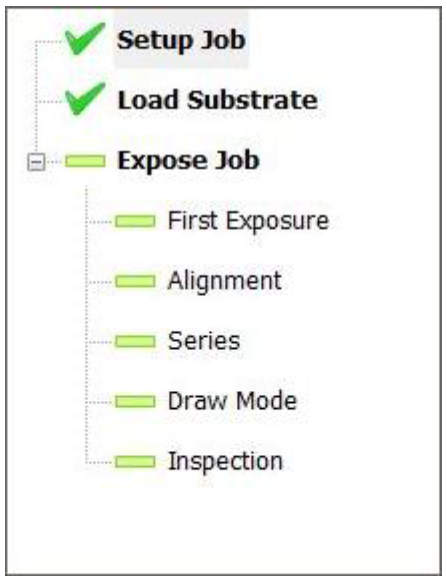 Setup Job
Load Substrate
Expose Job
First Exposure
Alignment
Series
Draw Mode
Inspection